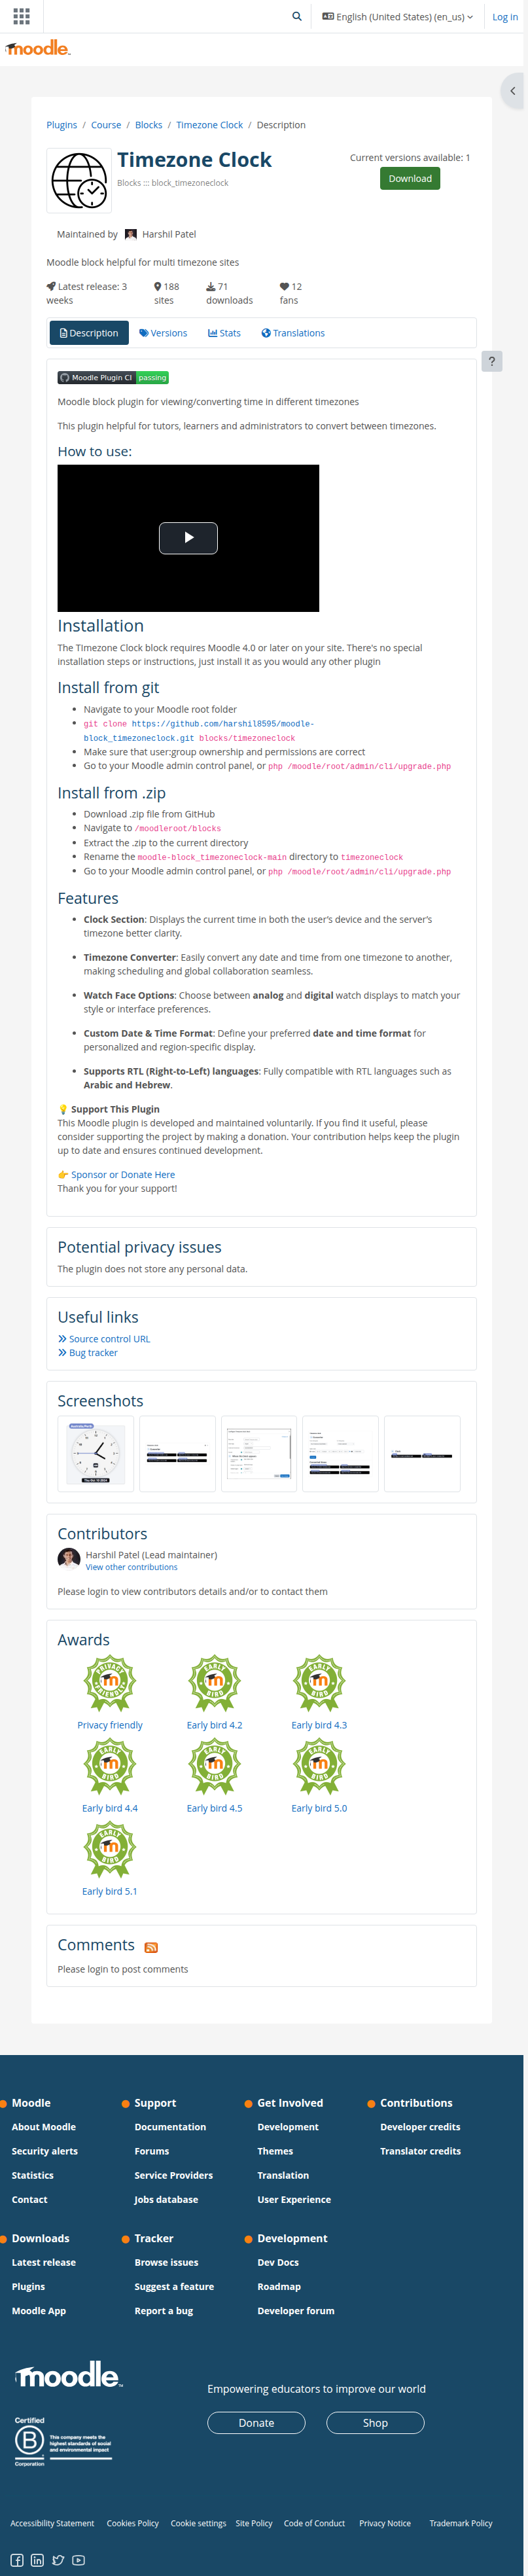 English (United States) (en_us)
Log in
moodle
Plugins / Course / Blocks / Timezone Clock / Description
Timezone Clock
Blocks ::: block_timezoneclock
Current versions available: 1
Download
Maintained by Harshil Patel
Moodle block helpful for multi timezone sites
Latest release: 3
weeks
188
sites
71
downloads
12
fans
Description Versions Stats Translations
?
Moodle Plugin CI passing
Moodle block plugin for viewing/converting time in different timezones
This plugin helpful for tutors, learners and administrators to convert between timezones.
How to use:
Installation
The TImezone Clock block requires Moodle 4.0 or later on your site. There's no special
installation steps or instructions, just install it as you would any other plugin
Install from git
Navigate to your Moodle root folder
git clone https://github.com/harshil8595/moodle-
block_timezoneclock.git blocks/timezoneclock
Make sure that user:group ownership and permissions are correct
Go to your Moodle admin control panel, or php /moodle/root/admin/cli/upgrade.php
Install from .zip
Download .zip file from GitHub
Navigate to /moodleroot/blocks
Extract the .zip to the current directory
Rename the moodle-block_timezoneclock-main directory to timezoneclock
Go to your Moodle admin control panel, or php /moodle/root/admin/cli/upgrade.php
Features
Clock Section: Displays the current time in both the user’s device and the server’s
timezone better clarity.
Timezone Converter: Easily convert any date and time from one timezone to another,
making scheduling and global collaboration seamless.
Watch Face Options: Choose between analog and digital watch displays to match your
style or interface preferences.
Custom Date & Time Format: Define your preferred date and time format for
personalized and region-specific display.
Supports RTL (Right-to-Left) languages: Fully compatible with RTL languages such as
Arabic and Hebrew.
💡 Support This Plugin
This Moodle plugin is developed and maintained voluntarily. If you find it useful, please
consider supporting the project by making a donation. Your contribution helps keep the plugin
up to date and ensures continued development.
👉 Sponsor or Donate Here
Thank you for your support!
Potential privacy issues
The plugin does not store any personal data.
Useful links
Source control URL
Bug tracker
Screenshots
Contributors
Harshil Patel (Lead maintainer)
View other contributions
Please login to view contributors details and/or to contact them
Awards
PRIVACY FRIENDLY
EARLY BIRD
EARLY BIRD
Privacy friendly
Early bird 4.2
Early bird 4.3
EARLY BIRD
EARLY BIRD
EARLY BIRD
Early bird 4.4
Early bird 4.5
Early bird 5.0
EARLY BIRD
Early bird 5.1
Comments
Please login to post comments
Moodle
About Moodle
Security alerts
Statistics
Contact
Support
Documentation
Forums
Service Providers
Jobs database
Get Involved
Development
Themes
Translation
User Experience
Contributions
Developer credits
Translator credits
Downloads
Latest release
Plugins
Moodle App
Tracker
Browse issues
Suggest a feature
Report a bug
Development
Dev Docs
Roadmap
Developer forum
moodle
Certified
B
Corporation
This company meets the
highest standards of social
and environmental impact
Empowering educators to improve our world
Donate
Shop
Accessibility Statement Cookies Policy Cookie settings Site Policy Code of Conduct Privacy Notice Trademark Policy